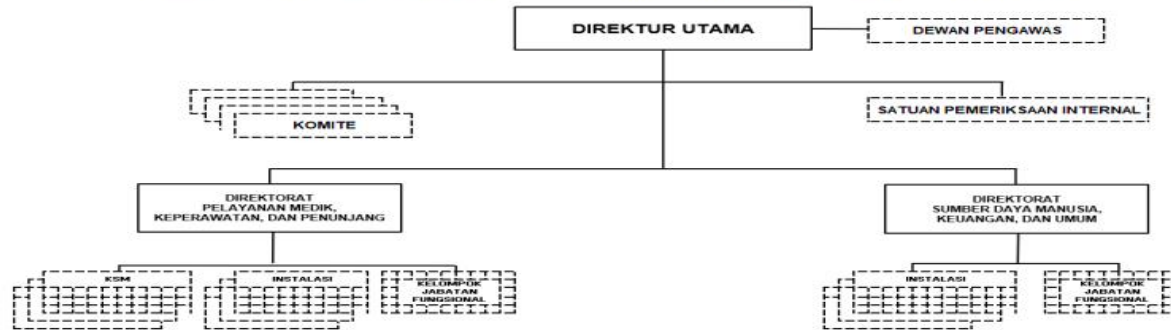 DIREKTUR UTAMA
DEWAN PENGAWAS
KOMITE
SATUAN PEMERIKSAAN INTERNAL
DIREKTORAT
PELAYANAN MEDIK,
KEPERAWATAN, DAN PENUNJANG
DIREKTORAT
SUMBER DAYA MANUSIA,
KEUANGAN, DAN UMUM
KSM
INSTALASI
KELOMPOK
JABATAN
FUNGSIONAL
INSTALASI
KELOMPOK
JABATAN
FUNGSIONAL